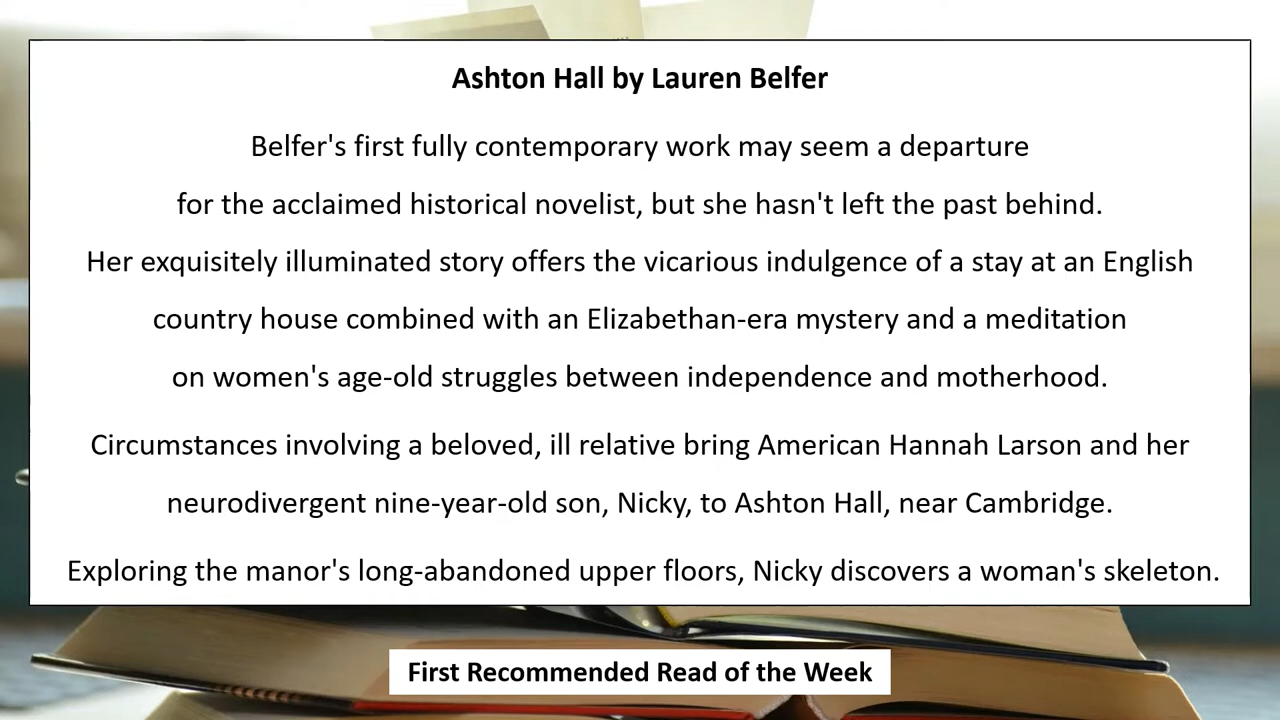 Ashton Hall by Lauren Belfer
Belfer's first fully contemporary work may seem a departure
for the acclaimed historical novelist, but she hasn't left the past behind.
Her exquisitely illuminated story offers the vicarious indulgence of a stay at an English
country house combined with an Elizabethan-era mystery and a meditation
on women's age-old struggles between independence and motherhood.
Circumstances involving a beloved, ill relative bring American Hannah Larson and her
neurodivergent nine-year-old son, Nicky, to Ashton Hall, near Cambridge.
Exploring the manor's long-abandoned upper floors, Nicky discovers a woman's skeleton.
First Recommended Read of the Week